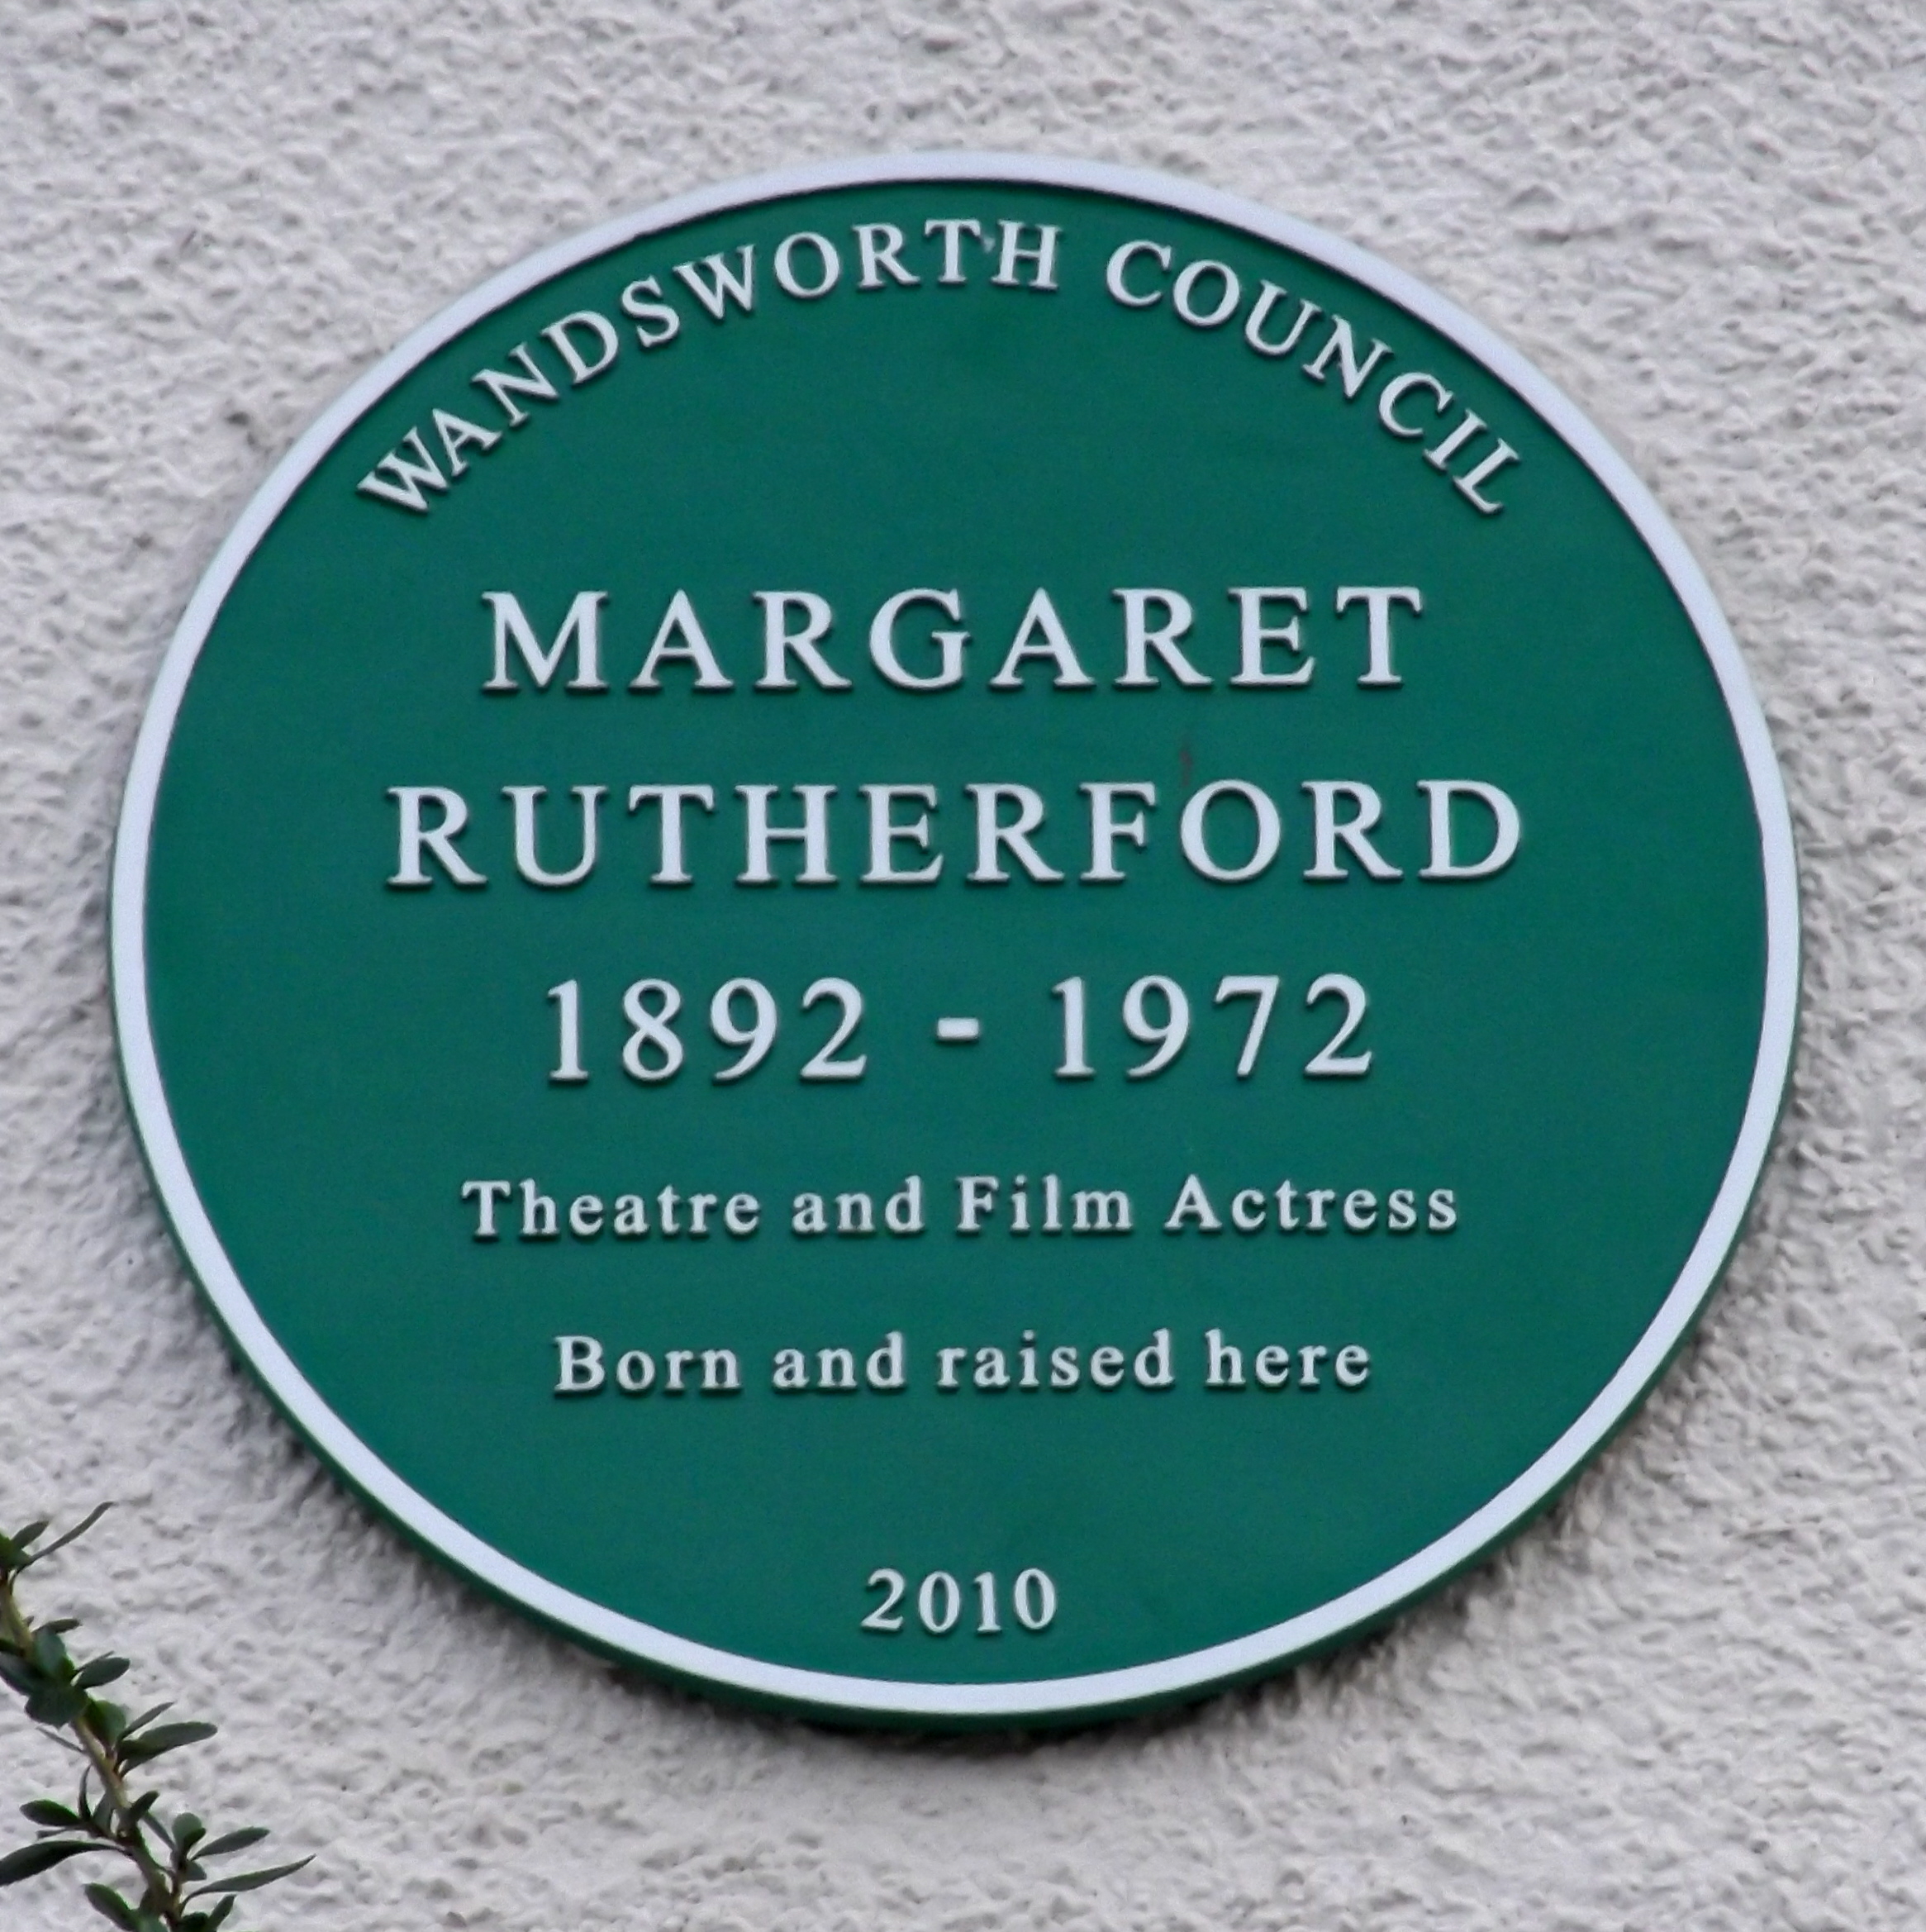 WANDSWORTH COUNCIL
MARGARET
RUTHERFORD
1892 - 1972
Theatre and Film Actress
Born and raised here
2010